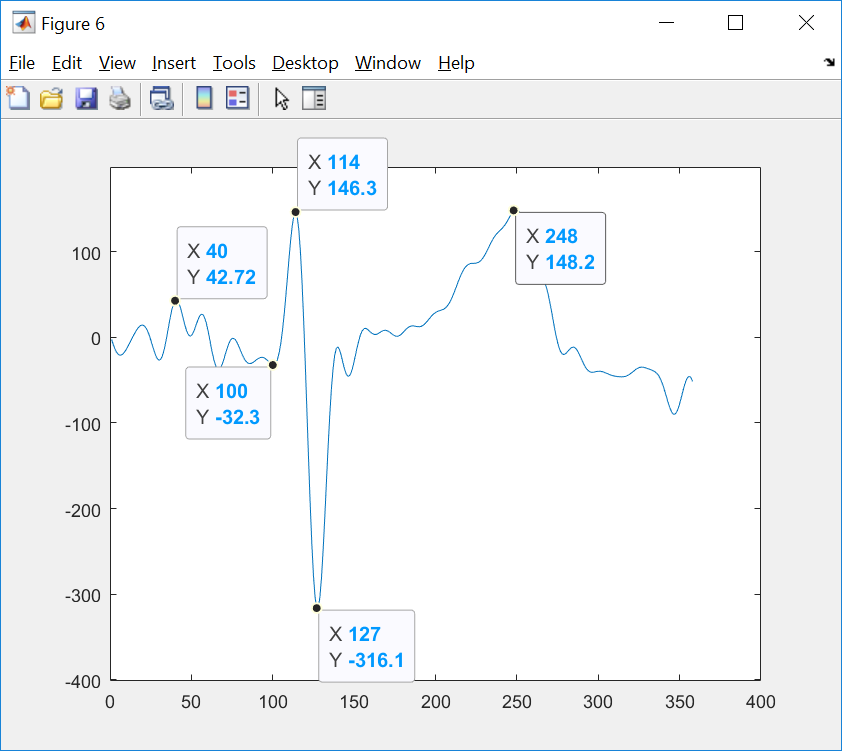 Figure 6
File Edit View Insert Tools Desktop Window Help
X 114
Y 146.3
X 40
Y 42.72
X 248
Y 148.2
X 100
Y -32.3
X 127
Y -316.1
100
0
-100
-200
-300
-400
0 50 100 150 200 250 300 350 400